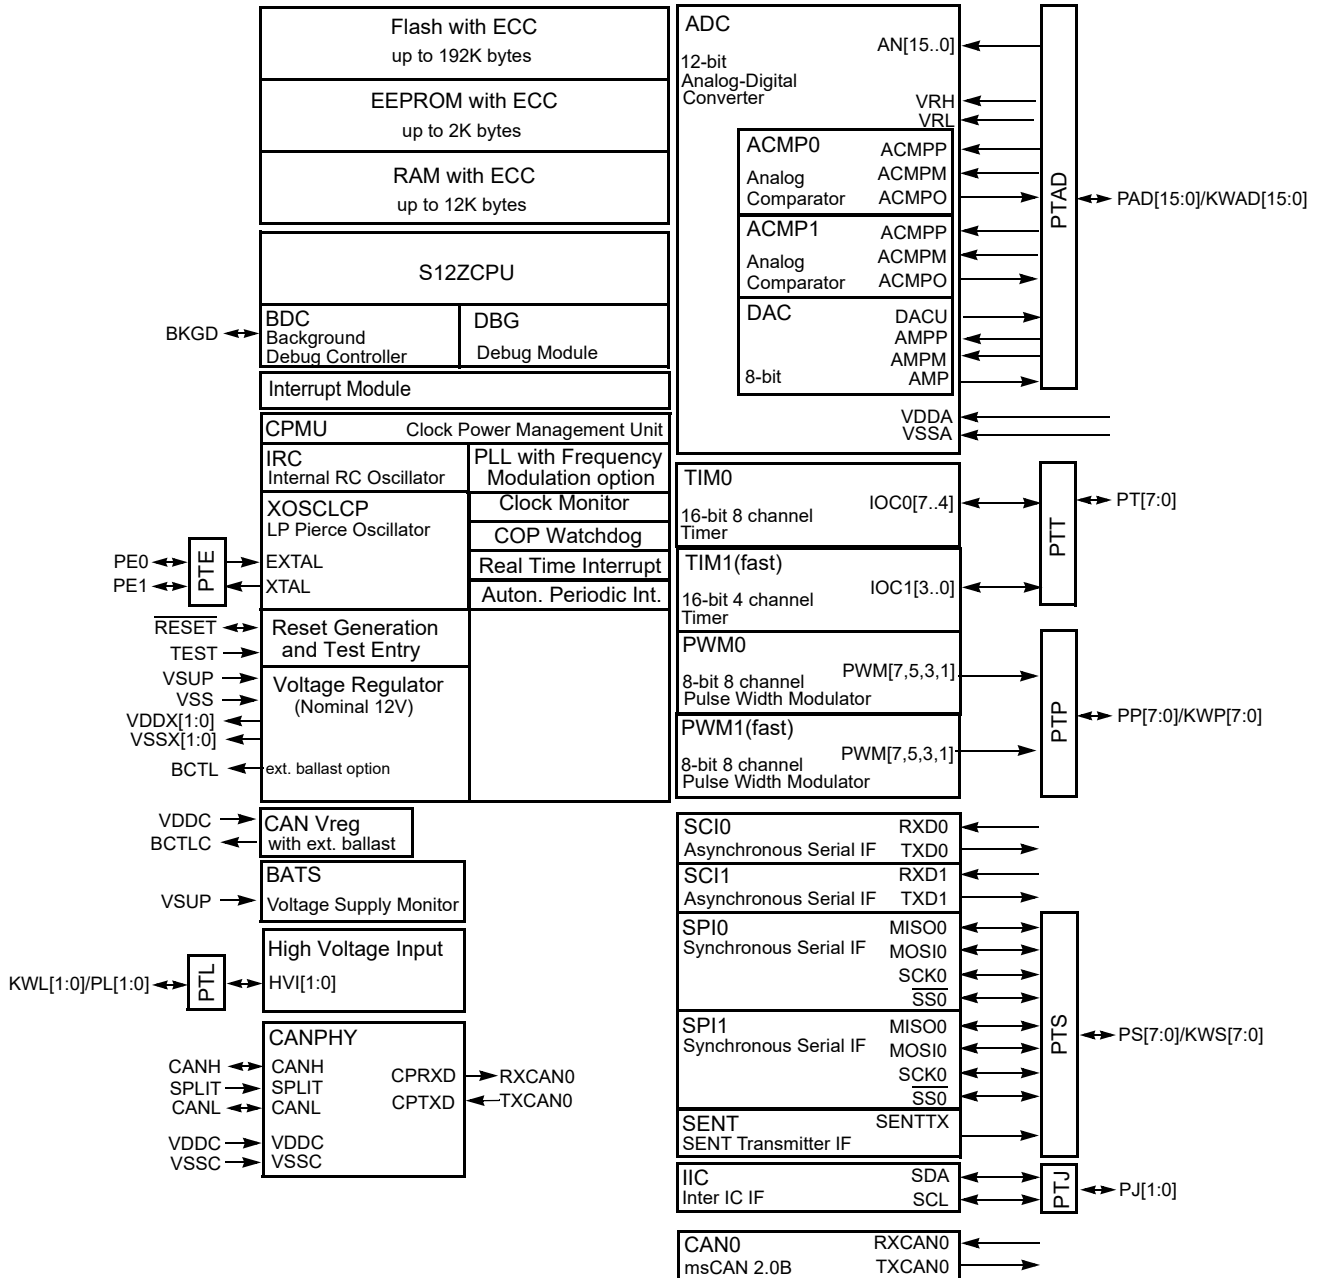 Flash with ECC
up to 192K bytes
EEPROM with ECC
up to 2K bytes
RAM with ECC
up to 12K bytes
S12ZCPU
BKGD
BDC
Background
Debug Controller
DBG
Debug Module
Interrupt Module
CPMU
Clock Power Management Unit
IRC
Internal RC Oscillator
PLL with Frequency
Modulation option
XOSCLCP
LP Pierce Oscillator
Clock Monitor
COP Watchdog
Real Time Interrupt
Auton. Periodic Int.
PE0
PE1
PTE
EXTAL
XTAL
RESET
TEST
Reset Generation
and Test Entry
VSUP
VSS
VDDX[1:0]
VSSX[1:0]
BCTL
Voltage Regulator
(Nominal 12V)
ext. ballast option
VDDC
BCTLC
CAN Vreg
with ext. ballast
BATS
VSUP
Voltage Supply Monitor
High Voltage Input
KWL[1:0]/PL[1:0]
PTL
HVI[1:0]
CANPHY
CANH
SPLIT
CANL
VDDC
VSSC
CANH
SPLIT
CANL
VDDC
VSSC
CPRXD
CPTXD
RXCAN0
TXCAN0
ADC
12-bit
Analog-Digital
Converter
AN[15..0]
VRH
VRL
ACMP0
Analog
Comparator
ACMPP
ACMPM
ACMPO
ACMP1
Analog
Comparator
ACMPP
ACMPM
ACMPO
DAC
8-bit
DACU
AMPP
AMPM
AMP
VDDA
VSSA
PTAD
PAD[15:0]/KWAD[15:0]
TIM0
16-bit 8 channel
Timer
IOC0[7..4]
TIM1(fast)
16-bit 4 channel
Timer
IOC1[3..0]
PTT
PT[7:0]
PWM0
8-bit 8 channel
Pulse Width Modulator
PWM[7,5,3,1]
PWM1(fast)
8-bit 8 channel
Pulse Width Modulator
PWM[7,5,3,1]
PTP
PP[7:0]/KWP[7:0]
SCI0
Asynchronous Serial IF
RXD0
TXD0
SCI1
Asynchronous Serial IF
RXD1
TXD1
SPI0
Synchronous Serial IF
MISO0
MOSI0
SCK0
SS0
SPI1
Synchronous Serial IF
MISO0
MOSI0
SCK0
SS0
SENT
SENT Transmitter IF
SENTTX
PTS
PS[7:0]/KWS[7:0]
IIC
Inter IC IF
SDA
SCL
PTJ
PJ[1:0]
CAN0
msCAN 2.0B
RXCAN0
TXCAN0